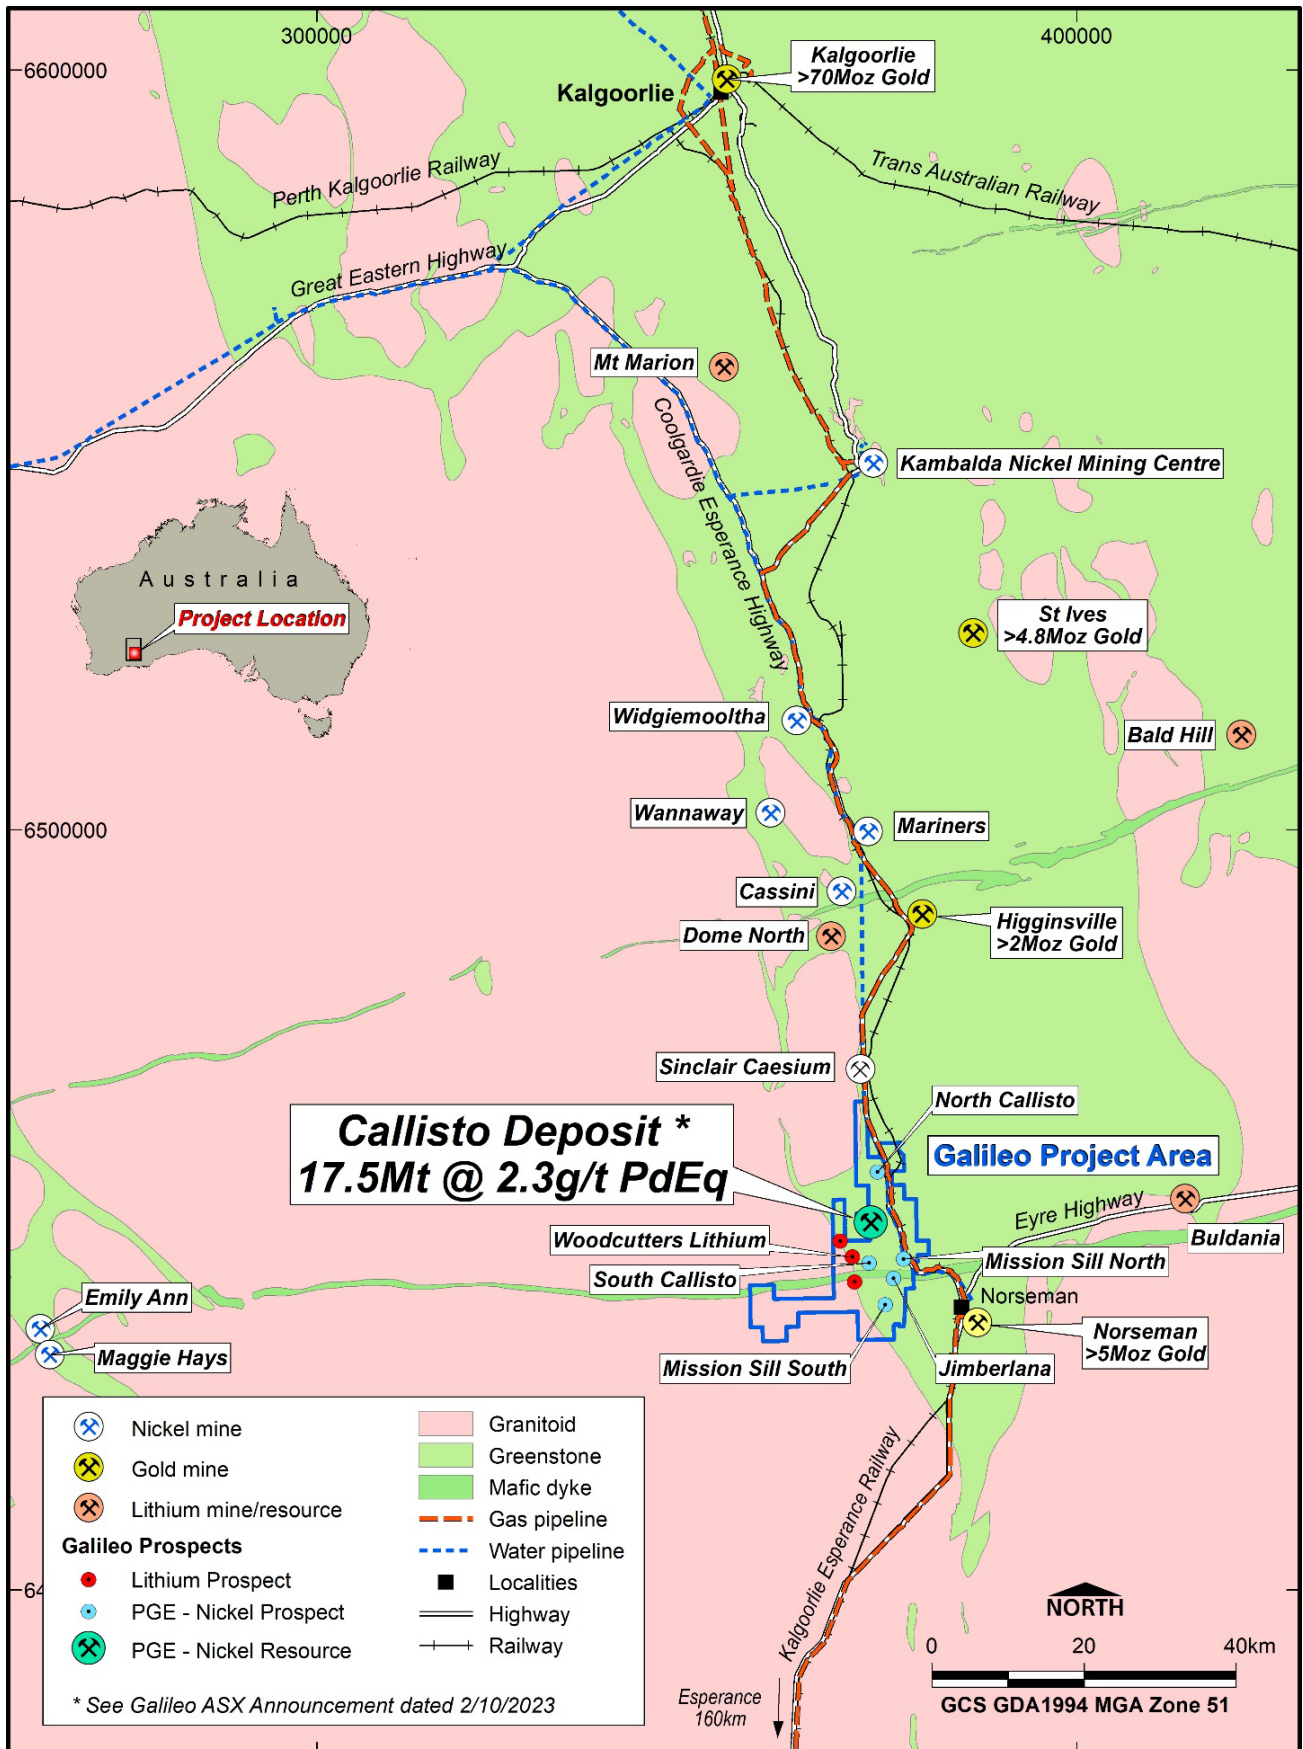 300000
400000
6600000
Kalgoorlie
>70Moz Gold
Kalgoorlie
Perth Kalgoorlie Railway
Trans Australian Railway
Great Eastern Highway
Mt Marion
Coolgardie Esperance Highway
Kambalda Nickel Mining Centre
Australia
Project Location
St Ives
>4.8Moz Gold
Widgiemooltha
Bald Hill
Wannaway
6500000
Mariners
Cassini
Dome North
Higginsville
>2Moz Gold
Sinclair Caesium
North Callisto
Callisto Deposit *
17.5Mt @ 2.3g/t PdEq
Galileo Project Area
Eyre Highway
Woodcutters Lithium
Buldania
South Callisto
Mission Sill North
Emily Ann
Norseman
Maggie Hays
Norseman
>5Moz Gold
Mission Sill South
Jimberlana
Nickel mine
Gold mine
Lithium mine/resource
Galileo Prospects
Lithium Prospect
PGE - Nickel Prospect
PGE - Nickel Resource
Granitoid
Greenstone
Mafic dyke
Gas pipeline
Water pipeline
Localities
Highway
Railway
* See Galileo ASX Announcement dated 2/10/2023
64
Kalgoorlie Esperance Railway
Esperance
160km
NORTH
0 20 40km
GCS GDA1994 MGA Zone 51